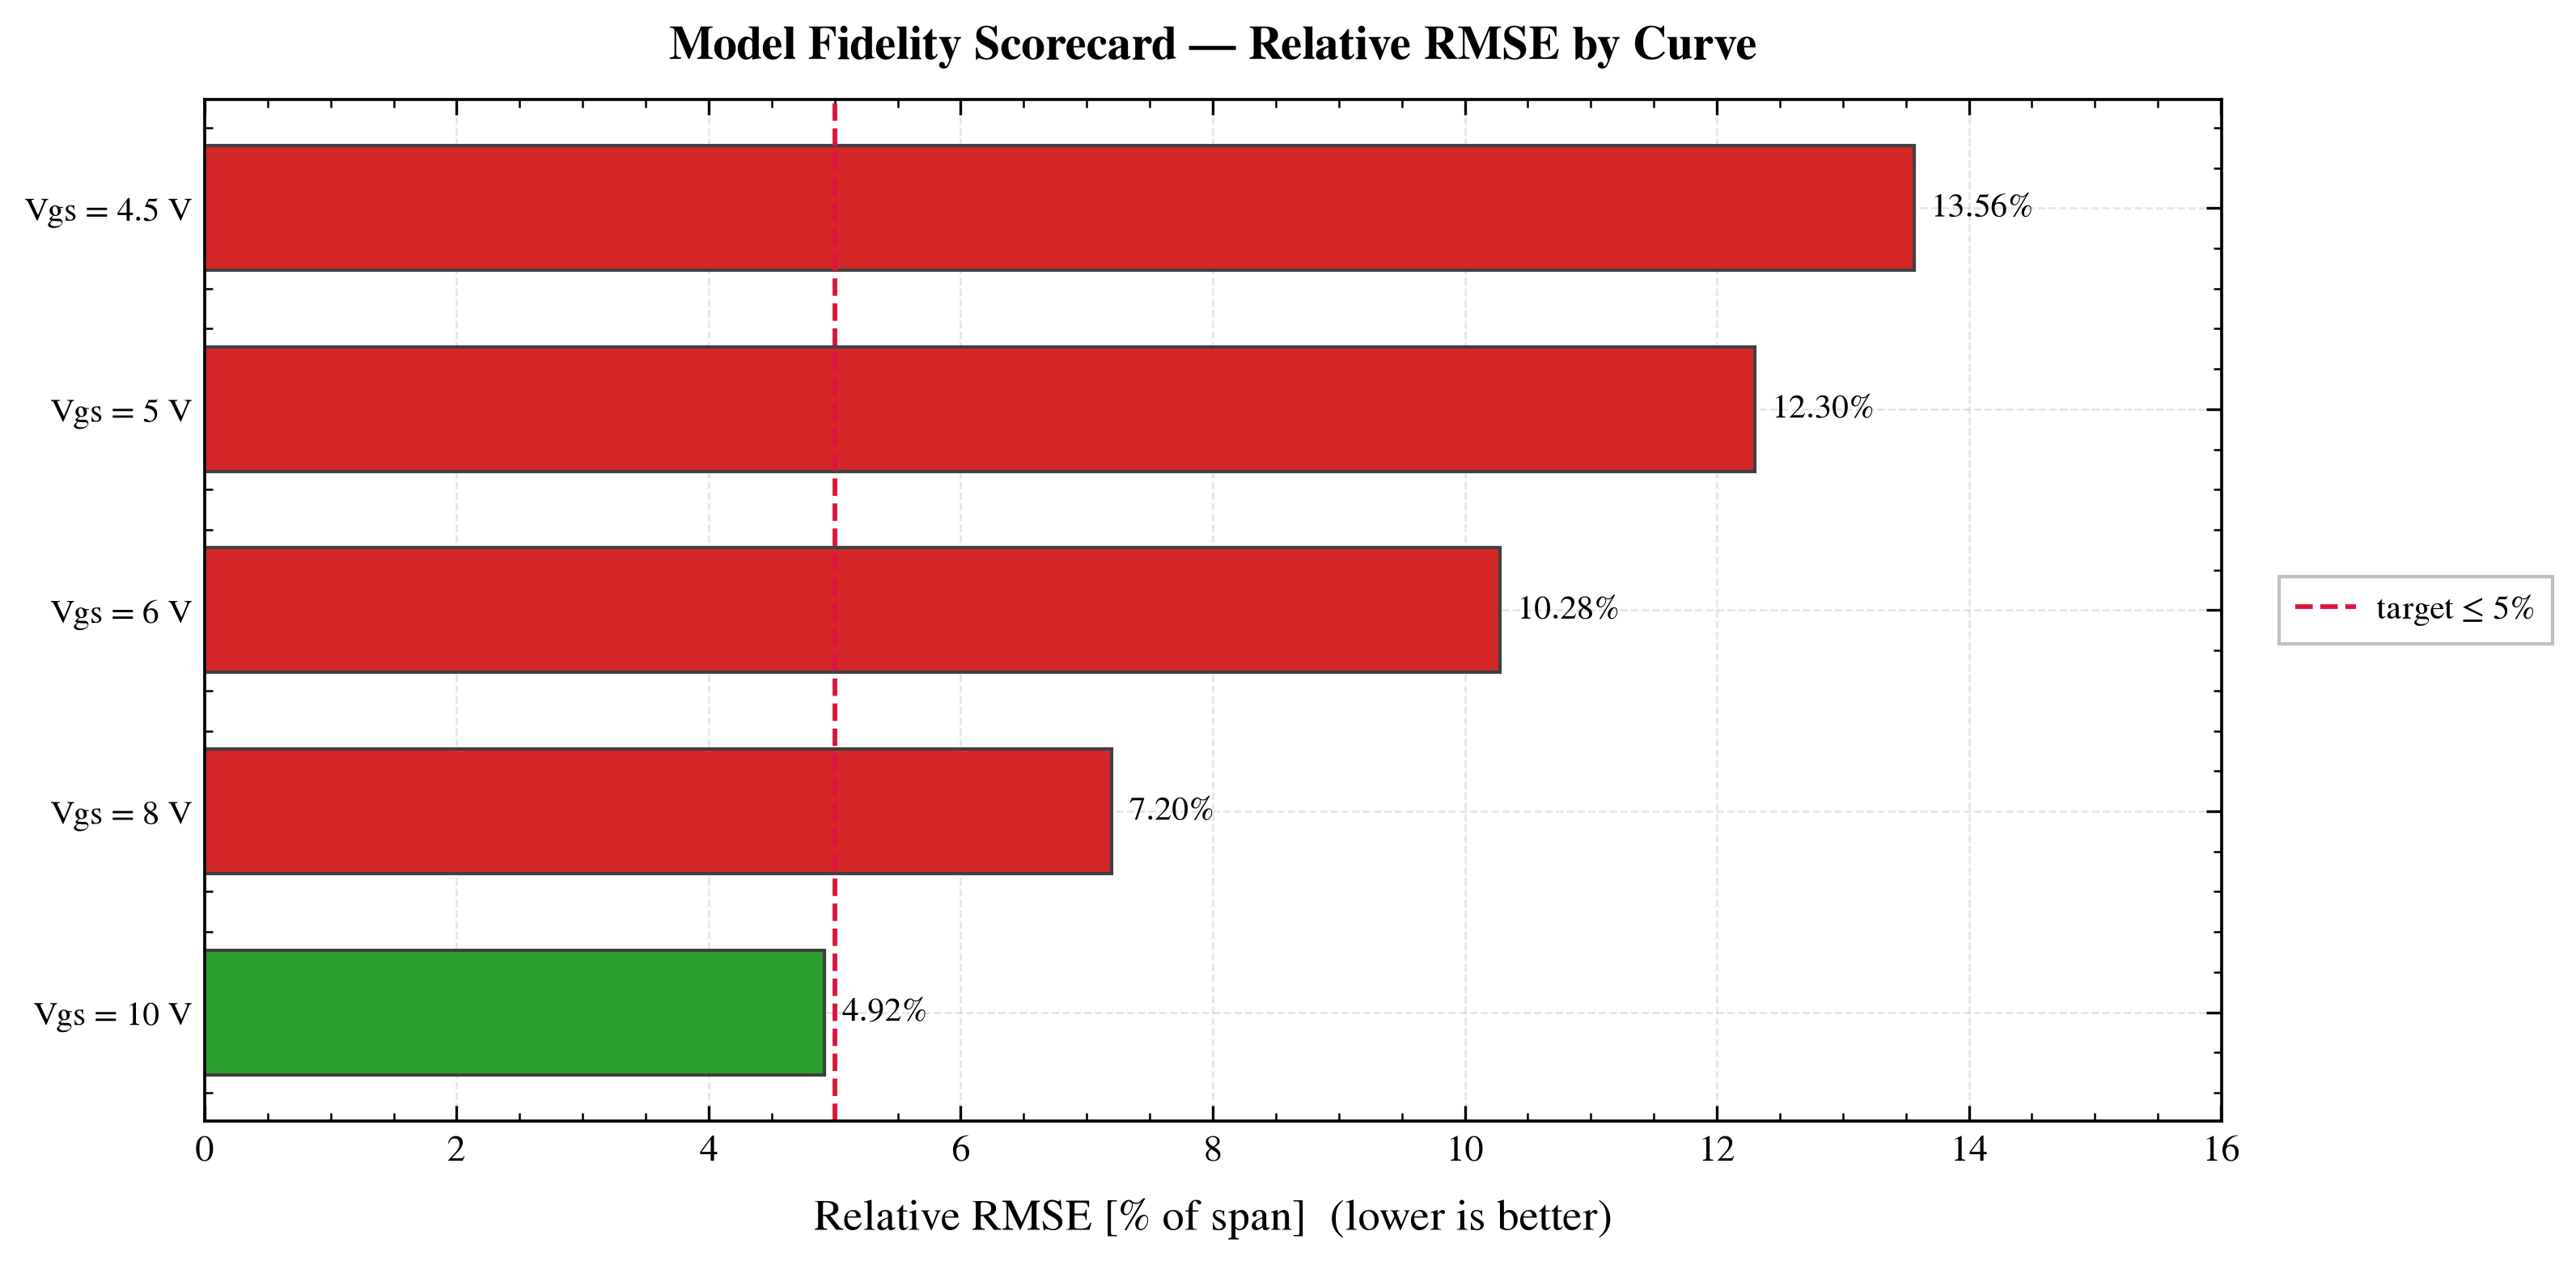 Model Fidelity Scorecard — Relative RMSE by Curve
Vgs = 4.5 V
13.56%
Vgs = 5 V
12.30%
Vgs = 6 V
10.28%
target ≤ 5%
Vgs = 8 V
7.20%
Vgs = 10 V
4.92%
0 2 4 6 8 10 12 14 16
Relative RMSE [% of span] (lower is better)